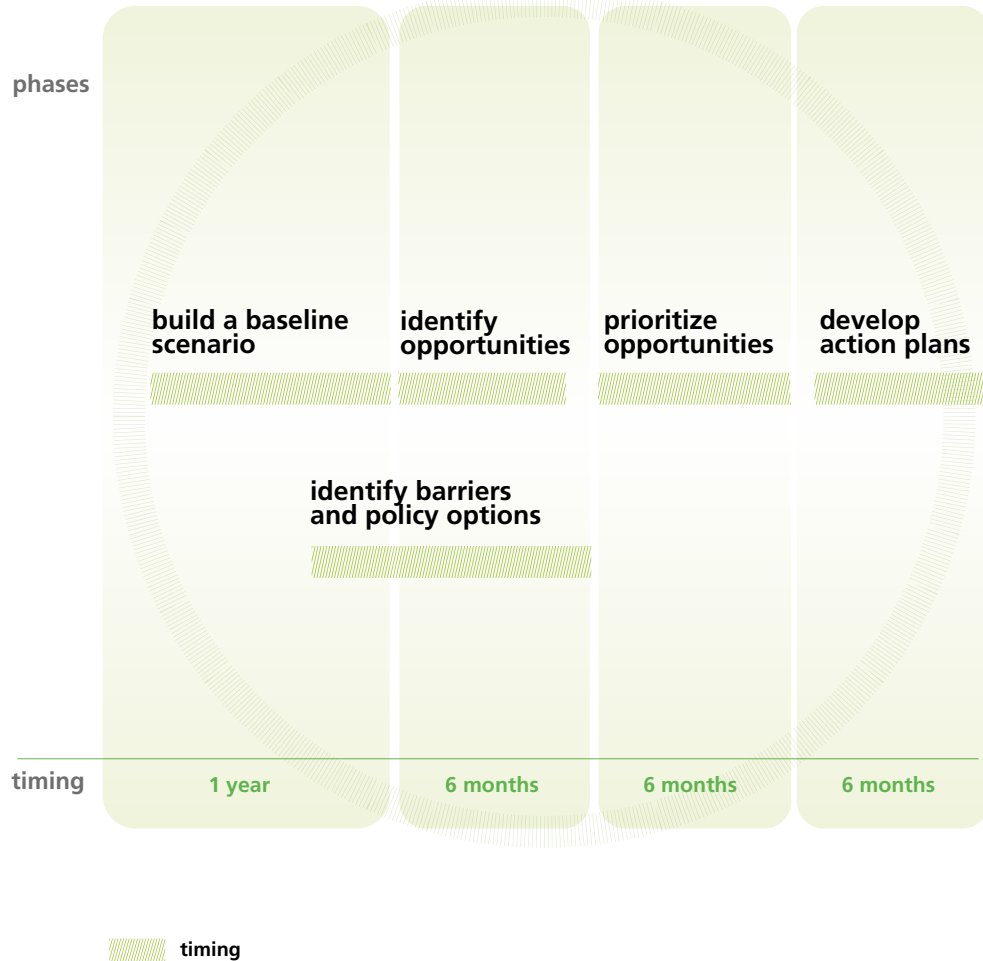 phases
build a baseline
scenario
identify
opportunities
prioritize
opportunities
develop
action plans
identify barriers
and policy options
timing
1 year
6 months
6 months
6 months
timing